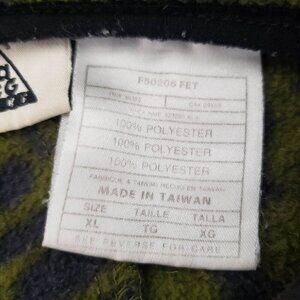 F50206 FET
100% POLYESTER
100% POLYESTER
100% POLYESTER
MADE IN TAIWAN
SIZE TAILLE TALLA
XL TG XG
SEE REVERSE FOR CARE